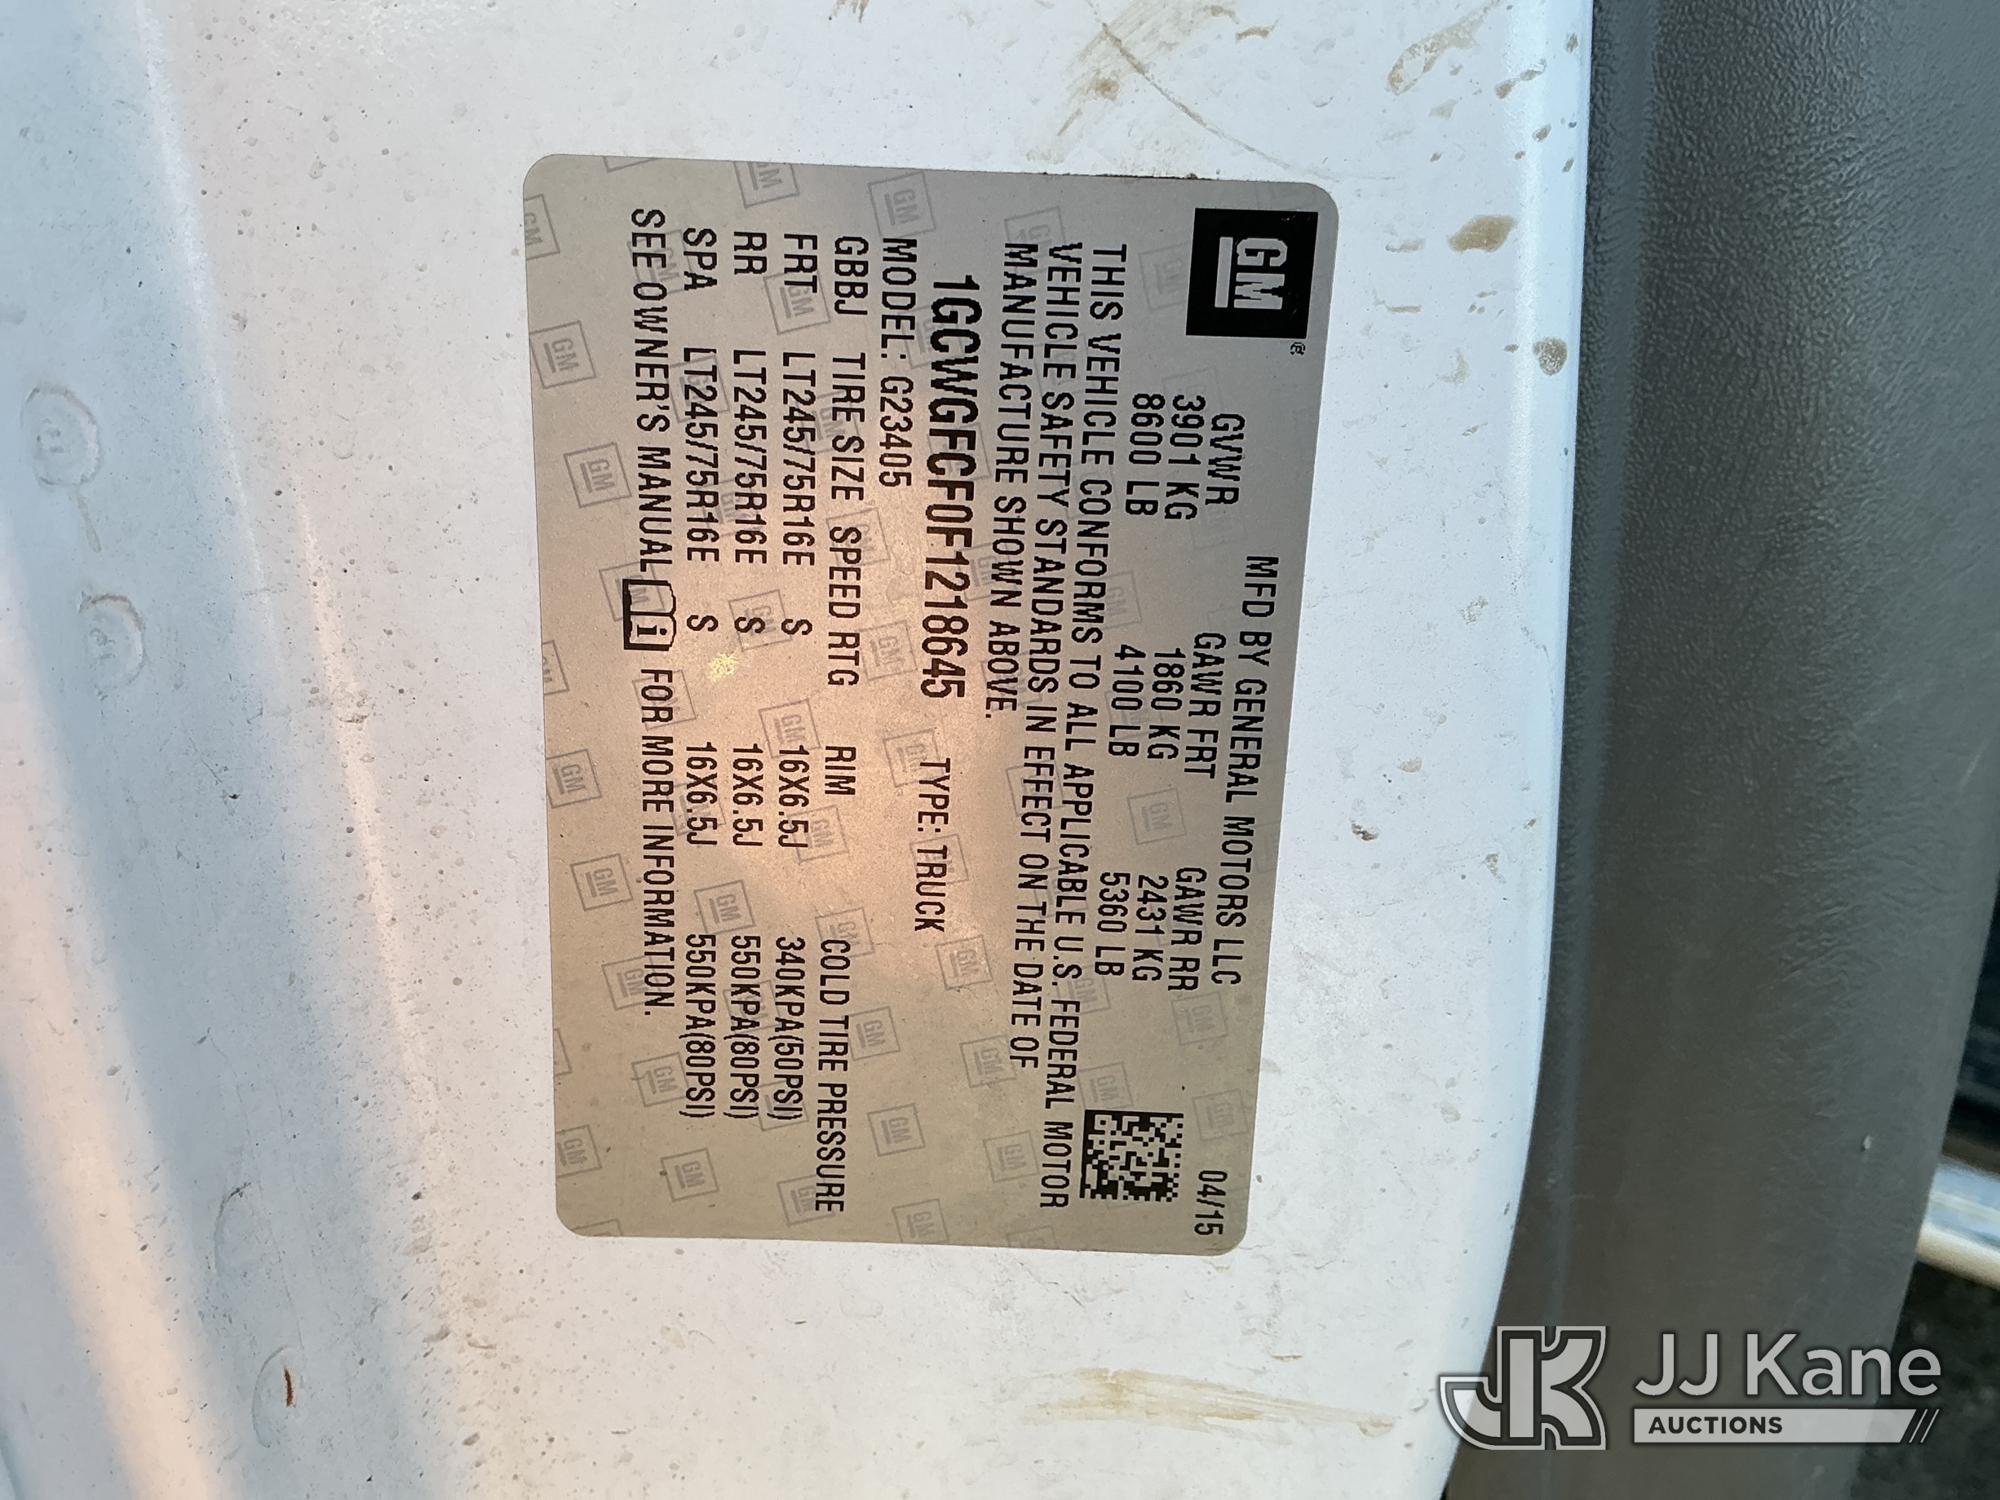 GM ®
MFD BY GENERAL MOTORS LLC 04/15
GVWR GAWR FRT GAWR RR
3901 KG 1860 KG 2431 KG
8600 LB 4100 LB 5360 LB
THIS VEHICLE CONFORMS TO ALL APPLICABLE U.S. FEDERAL MOTOR
VEHICLE SAFETY STANDARDS IN EFFECT ON THE DATE OF
MANUFACTURE SHOWN ABOVE.
1GCWGFCF0F1218645 TYPE: TRUCK
MODEL: G23405
GBBJ TIRE SIZE SPEED RTG RIM COLD TIRE PRESSURE
FRT LT245/75R16E S 16X6.5J 340KPA(50PSI)
RR LT245/75R16E S 16X6.5J 550KPA(80PSI)
SPA LT245/75R16E S 16X6.5J 550KPA(80PSI)
SEE OWNER'S MANUAL i FOR MORE INFORMATION.
JK JJ Kane
AUCTIONS